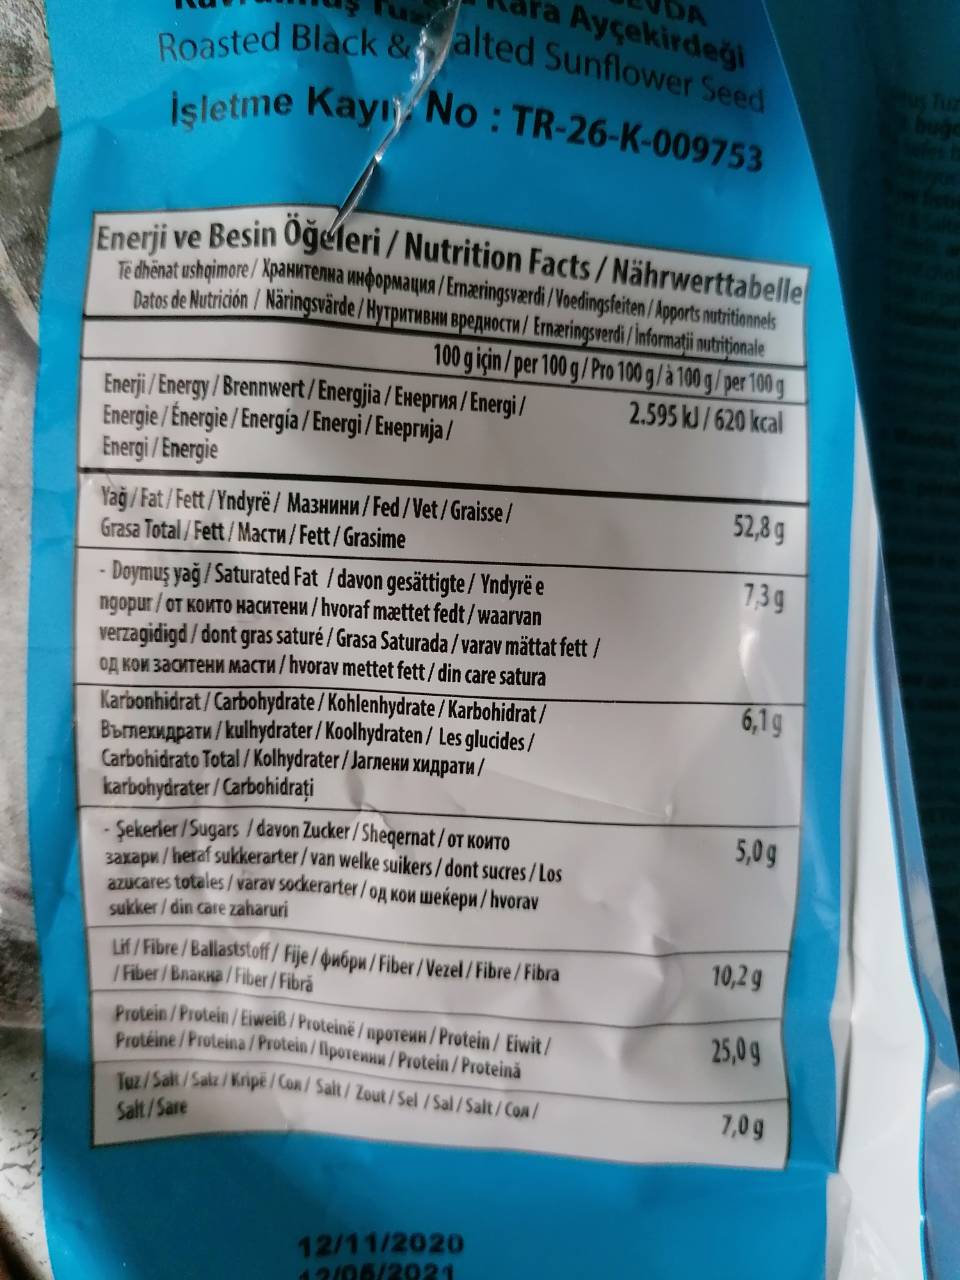 Kara Ayçekirdeği
Roasted Black & Salted Sunflower Seed
İşletme Kayıt No : TR-26-K-009753
Enerji ve Besin Öğeleri / Nutrition Facts / Nährwerttabelle
Të dhënat ushqimore / Хранителна информация / Ernæringsværdi / Voedingsfeiten / Apports nutritionnels
Datos de Nutrición / Näringsvärde / Нутритивни вредности / Ernæringsverdi / İnformaţii nutriţionale
100 g için / per 100 g / Pro 100 g / à 100 g / per 100 g
Enerji / Energy / Brennwert / Energjia / Енергия / Energi / 2.595 kJ / 620 kcal
Energie / Énergie / Energía / Energi / Енергија /
Energi / Energie
Yağ / Fat / Fett / Yndyrë / Мазнини / Fed / Vet / Graisse / 52,8 g
Grasa Total / Fett / Масти / Fett / Grasime
- Doymuş yağ / Saturated Fat / davon gesättigte / Yndyrë e 7,3 g
ngopur / от които наситени / hvoraf mættet fedt / waarvan
verzagidigd / dont gras saturé / Grasa Saturada / varav mättat fett /
од кои заситени масти / hvorav mettet fett / din care satura
Karbonhidrat / Carbohydrate / Kohlenhydrate / Karbohidrat / 6,1 g
Въглехидрати / kulhydrater / Koolhydraten / Les glucides /
Carbohidrato Total / Kolhydrater / Јаглени хидрати /
karbohydrater / Carbohidraţi
- Şekerler / Sugars / davon Zucker / Sheqernat / от които 5,0 g
захари / heraf sukkerarter / van welke suikers / dont sucres / Los
azucares totales / varav sockerarter / од кои шеќери / hvorav
sukker / din care zaharuri
Lif / Fibre / Ballaststoff / Fije / фибри / Fiber / Vezel / Fibre / Fibra 10,2 g
/ Fiber / Влакна / Fiber / Fibră
Protein / Protein / Eiweiß / Proteinë / протеин / Protein / Eiwit / 25,0 g
Protéine / Proteina / Protein / Протеини / Protein / Proteină
Tuz / Salt / Salz / Kripë / Сол / Salt / Zout / Sel / Sal / Salt / Сол / 7,0 g
Salt / Sare
12/11/2020
12/05/2021